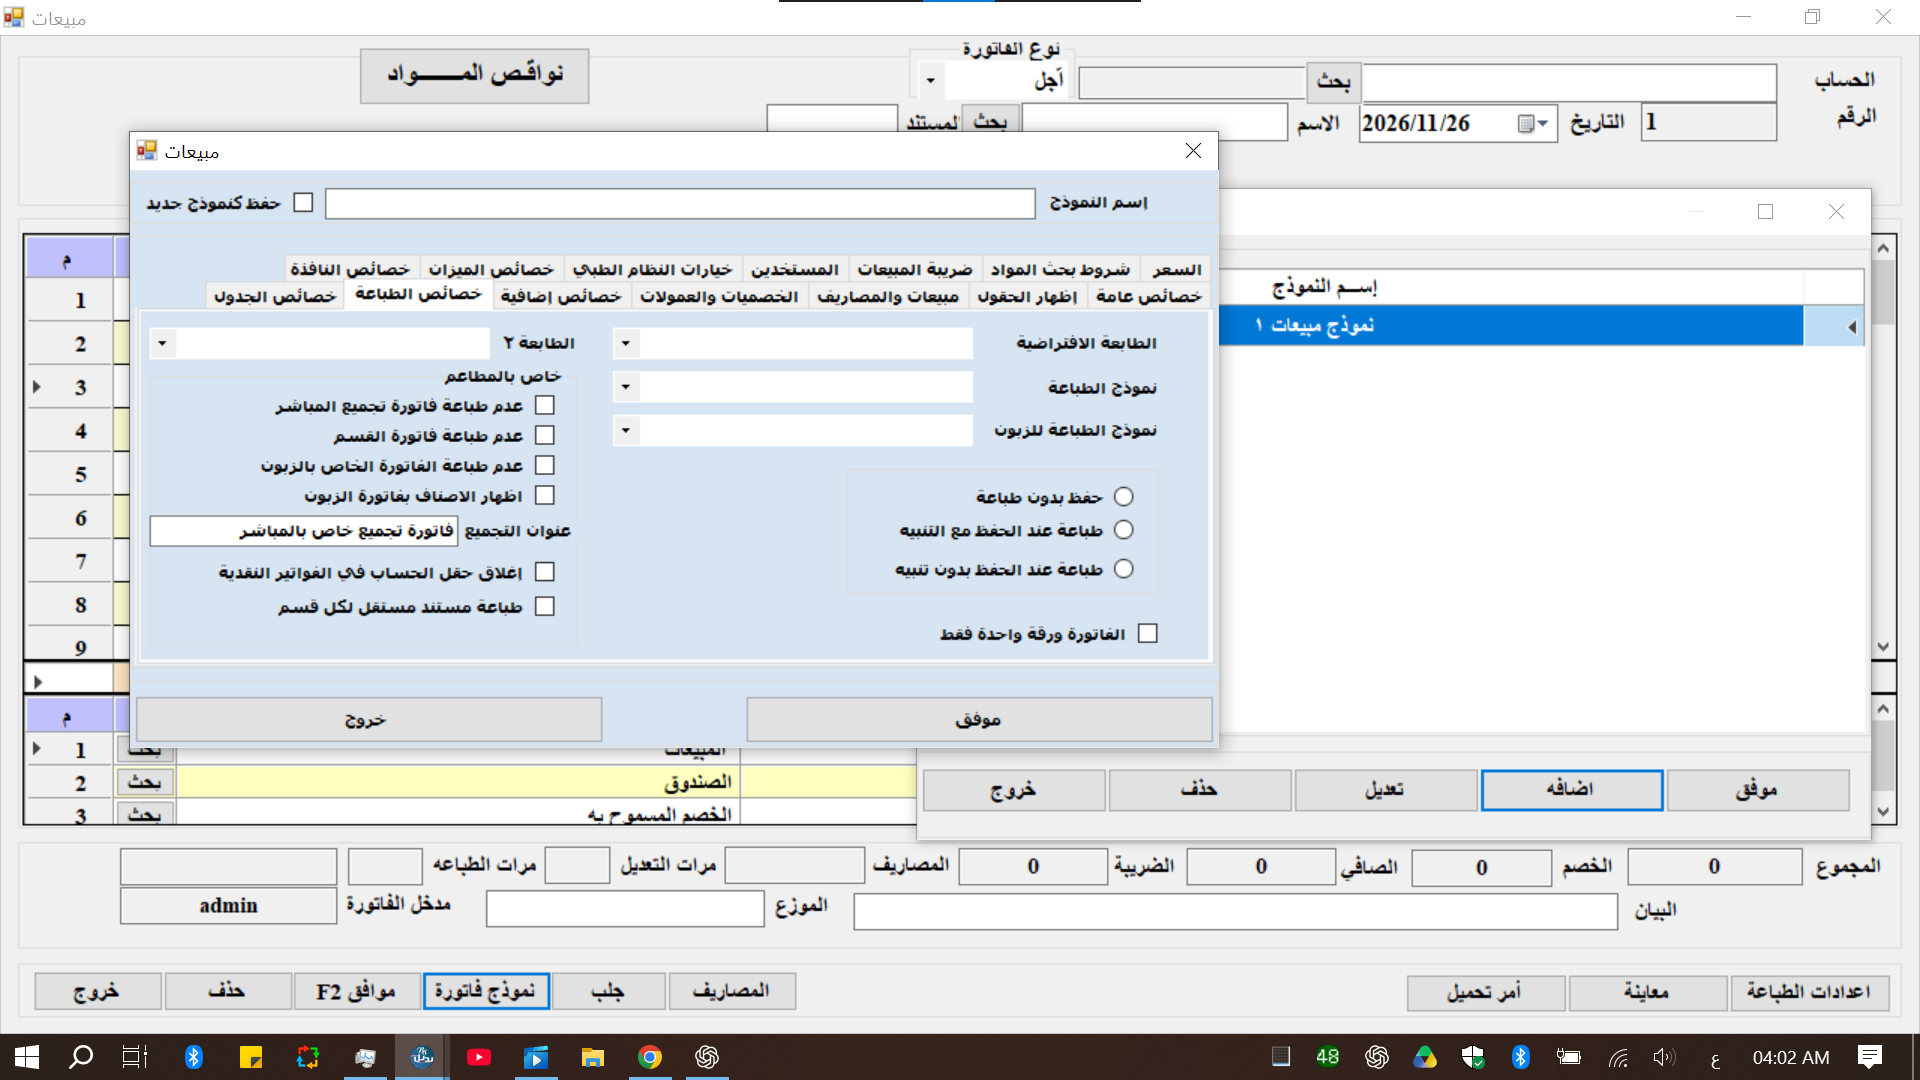 مبيعات
نوع الفاتورة
نواقص المـــــواد
الحساب
بحث
آجل
الرقم
1
التاريخ
2026/11/26
الاسم
بحث
المستند
مبيعات
إسم النموذج
حفظ كنموذج جديد
السعر
شروط بحث المواد
ضريبة المبيعات
المستخدين
خيارات النظام الطبي
خصائص الميزان
خصائص النافذة
خصائص عامة
إظهار الحقول
مبيعات والمصاريف
الخصميات والعمولات
خصائص إضافية
خصائص الطباعة
خصائص الجدول
الطابعة الافتراضية
الطابعة ٢
نموذج الطباعة
نموذج الطباعة للزبون
خاص بالمطاعم
عدم طباعة فاتورة تجميع المباشر
عدم طباعة فاتورة القسم
عدم طباعة الفاتورة الخاص بالزبون
اظهار الاصناف بفاتورة الزبون
عنوان التجميع
فاتورة تجميع خاص بالمباشر
إغلاق حقل الحساب في الفواتير النقدية
طباعة مستند مستقل لكل قسم
حفظ بدون طباعة
طباعة عند الحفظ مع التنبيه
طباعة عند الحفظ بدون تنبيه
الفاتورة ورقة واحدة فقط
موفق
خروج
إســـم النموذج
نموذج مبيعات ١
موفق
اضافه
تعديل
حذف
خروج
م
1
2
3
4
5
6
7
8
9
م
1
بحث
المبيعات
2
بحث
الصندوق
3
بحث
الخصم المسموح به
المجموع
0
الخصم
0
الصافي
0
الضريبة
0
المصاريف
مرات التعديل
مرات الطباعه
البيان
الموزع
مدخل الفاتورة
admin
اعدادات الطباعة
معاينة
أمر تحميل
المصاريف
جلب
نموذج فاتورة
موافق F2
حذف
خروج
48
ع
04:02 AM